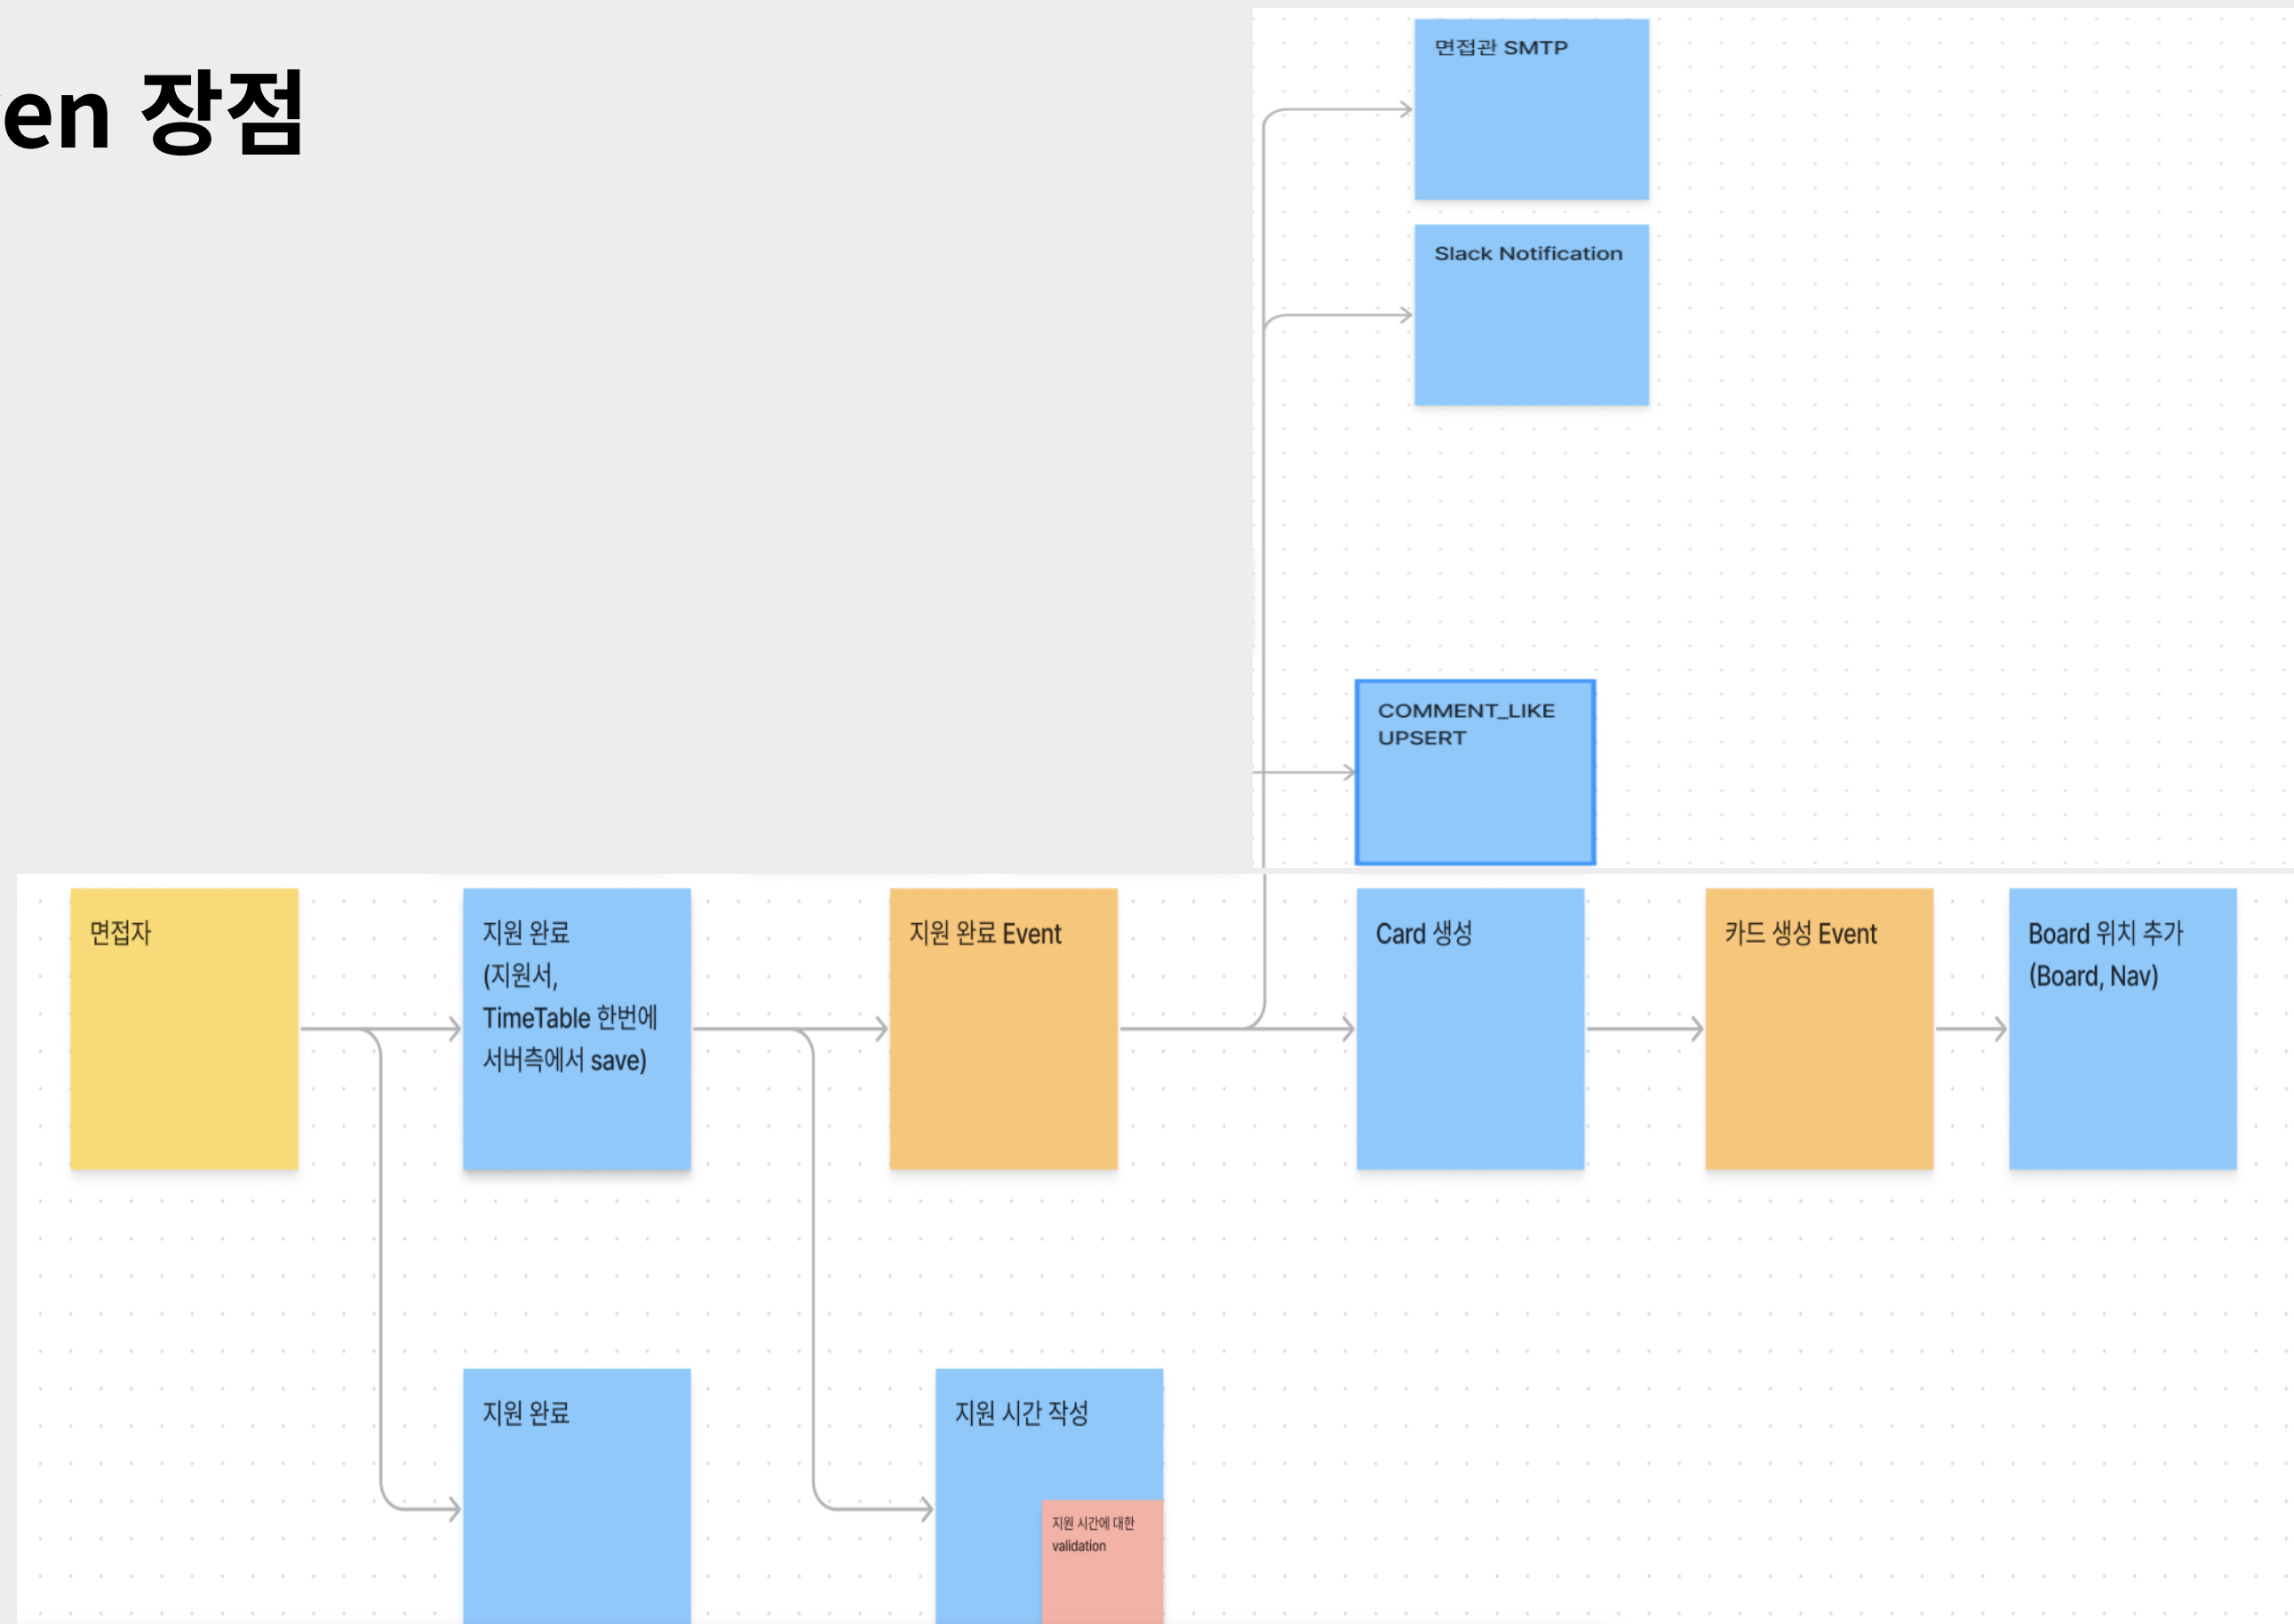 en 장점
면접관 SMTP
Slack Notification
COMMENT_LIKE
UPSERT
면접자
지원 완료
(지원서,
TimeTable 한번에
서버측에서 save)
지원 완료 Event
Card 생성
카드 생성 Event
Board 위치 추가
(Board, Nav)
지원 완료
지원 시간 작성
지원 시간에 대한
validation